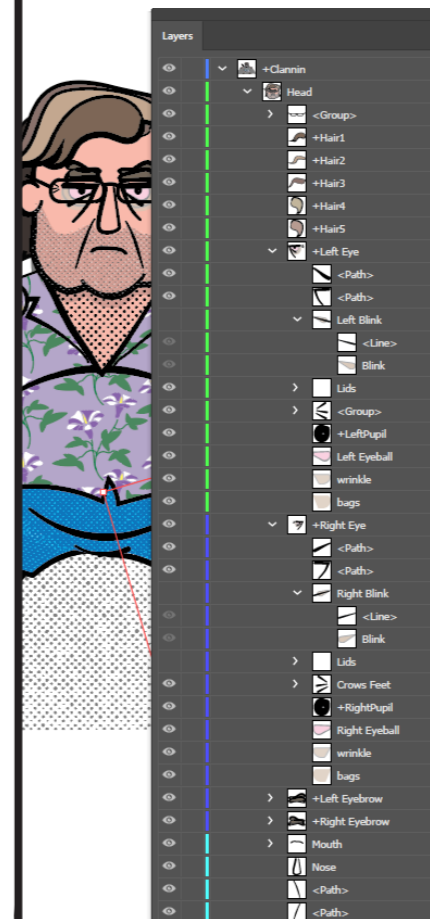 Layers
+Clannin
Head
<Group>
+Hair1
+Hair2
+Hair3
+Hair4
+Hair5
+Left Eye
<Path>
<Path>
Left Blink
<Line>
Blink
Lids
<Group>
+LeftPupil
Left Eyeball
wrinkle
bags
+Right Eye
<Path>
<Path>
Right Blink
<Line>
Blink
Lids
Crows Feet
+RightPupil
Right Eyeball
wrinkle
bags
+Left Eyebrow
+Right Eyebrow
Mouth
Nose
<Path>
<Path>